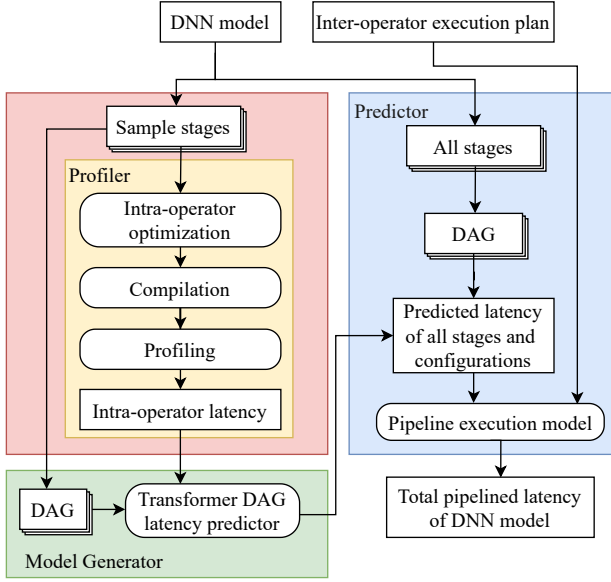 DNN model
Inter-operator execution plan
Sample stages
Profiler
Intra-operator
optimization
Compilation
Profiling
Intra-operator latency
DAG
Transformer DAG
latency predictor
Model Generator
Predictor
All stages
DAG
Predicted latency
of all stages and
configurations
Pipeline execution model
Total pipelined latency
of DNN model